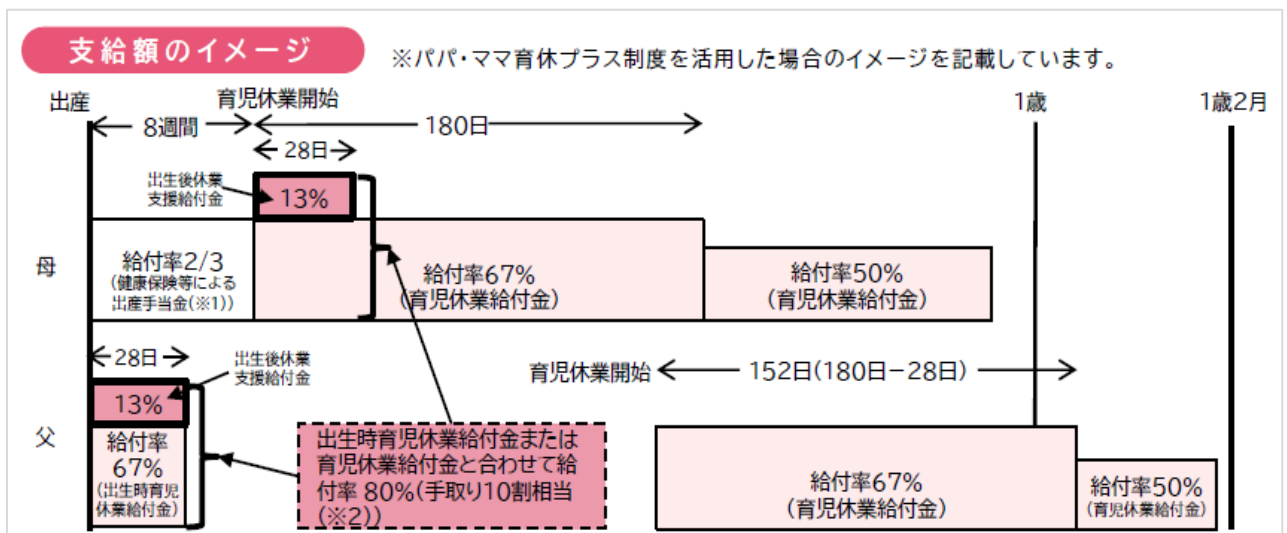 支給額のイメージ
※パパ・ママ育休プラス制度を活用した場合のイメージを記載しています。
出産
育児休業開始
1歳
1歳2月
8週間
180日
28日
出生後休業
支援給付金
13%
母
給付率2/3
(健康保険等による
出産手当金(※1))
給付率67%
(育児休業給付金)
給付率50%
(育児休業給付金)
28日
出生後休業
支援給付金
育児休業開始
152日(180日－28日)
13%
父
給付率
67%
(出生時育児
休業給付金)
出生時育児休業給付金または
育児休業給付金と合わせて給
付率 80%(手取り10割相当
(※2))
給付率67%
(育児休業給付金)
給付率50%
(育児休業給付金)